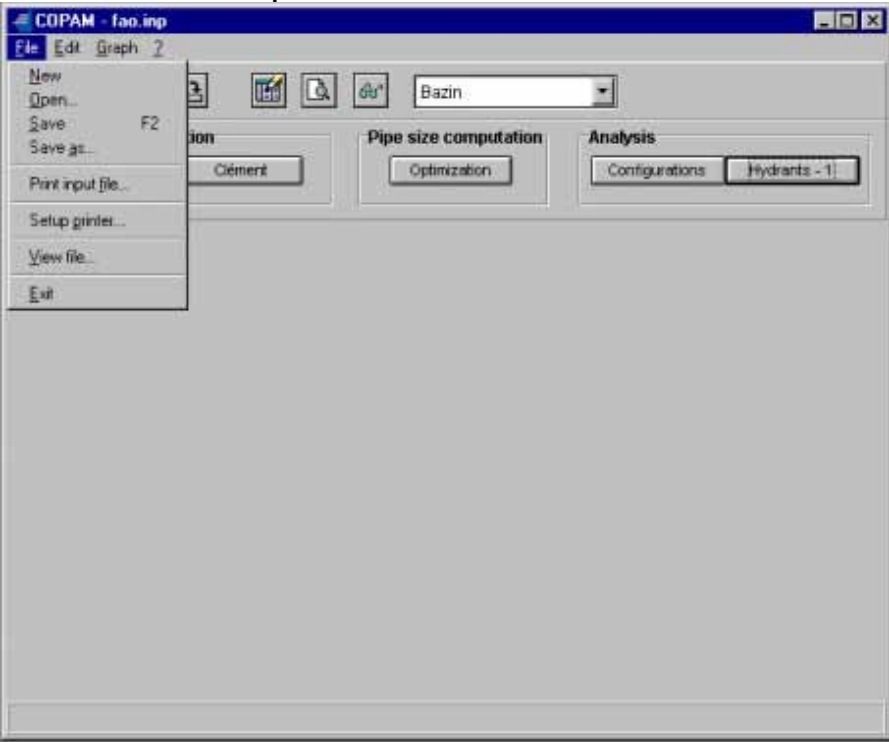 COPAM - fao.inp
File Edit Graph ?
New
Open...
Save F2
Save as...
Print input file...
Setup printer...
View file...
Exit
Bazin
ion
Clément
Pipe size computation
Optimization
Analysis
Configurations Hydrants - 1